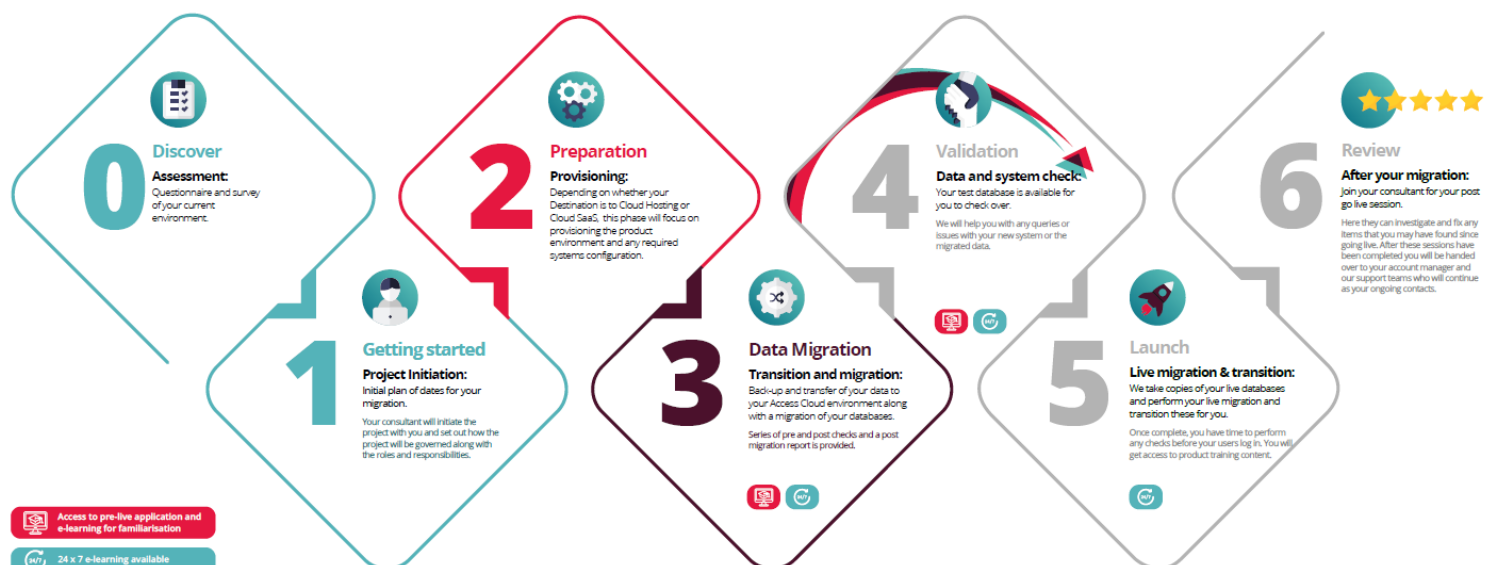 0
Discover
Assessment:
Questionnaire and survey
of your current
environment.
1
Getting started
Project Initiation:
Initial plan of dates for your
migration.
Your consultant will initiate the
project with you and set out how the
project will be governed along with
the roles and responsibilities.
2
Preparation
Provisioning:
Depending on whether your
Destination is to Cloud Hosting or
Cloud SaaS, this phase will focus on
provisioning the product
environment and any required
systems configuration.
3
Data Migration
Transition and migration:
Back-up and transfer of your data to
your Access Cloud environment along
with a migration of your databases.
Series of pre and post checks and a post
migration report is provided.
24/7
4
Validation
Data and system check:
Your test database is available for
you to check over.
We will help you with any queries or
issues with your new system or the
migrated data.
24/7
5
Launch
Live migration & transition:
We take copies of your live databases
and perform your live migration and
transition these for you.
Once complete, you have time to perform
any checks before your users log in. You will
get access to product training content.
24/7
6
Review
After your migration:
Join your consultant for your post
go live session.
Here they can investigate and fix any
items that you may have found since
going live. After these sessions have
been completed you will be handed
over to your account manager and
our support teams who will continue
as your ongoing contacts.
Access to pre-live application and
e-learning for familiarisation
24/7
24 x 7 e-learning available